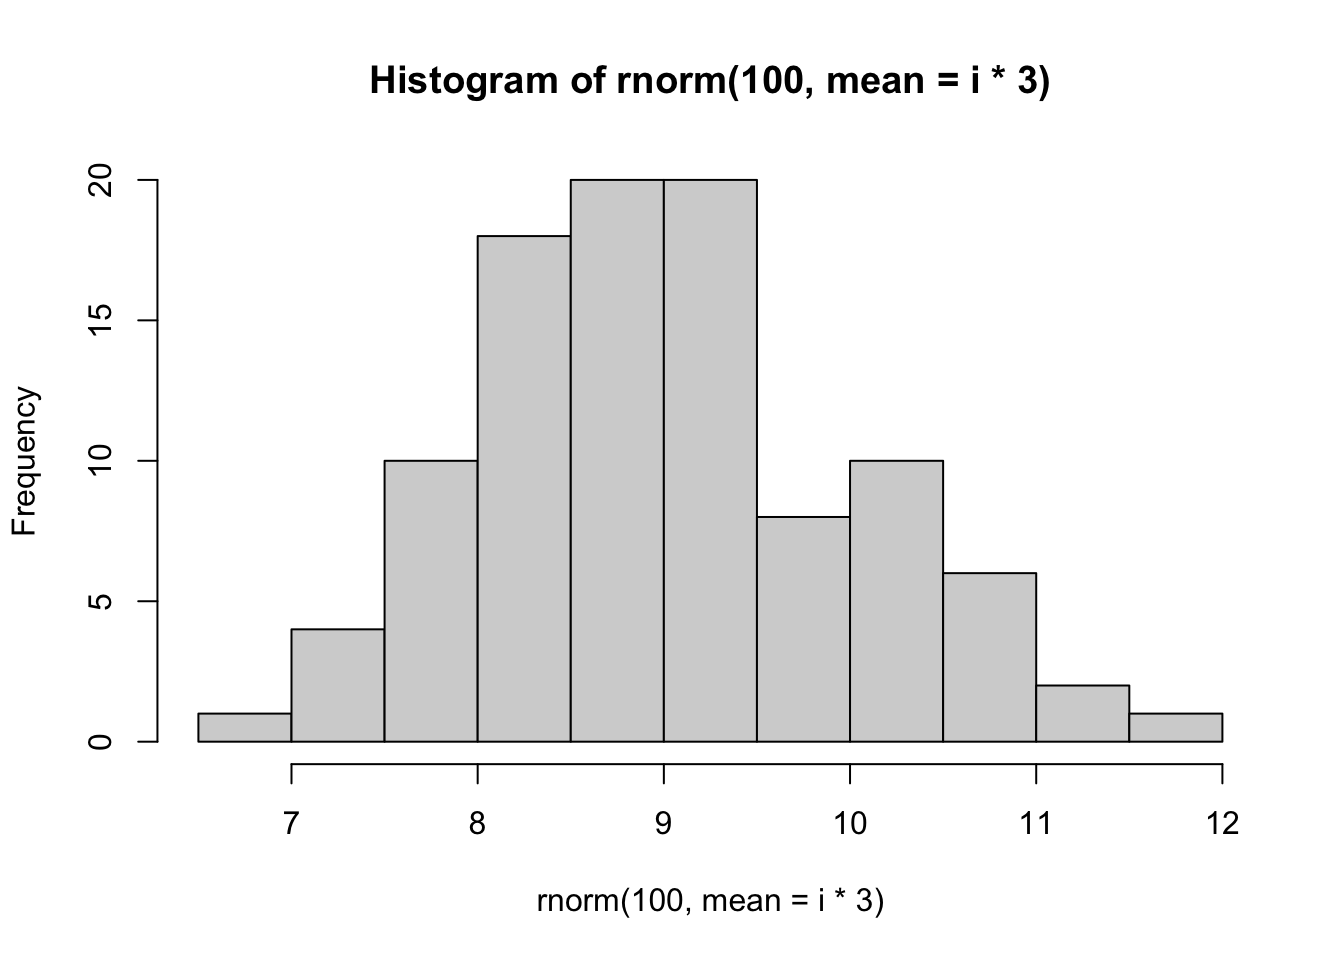 Histogram of rnorm(100, mean = i * 3)
Frequency
20
15
10
5
0
7 8 9 10 11 12
rnorm(100, mean = i * 3)